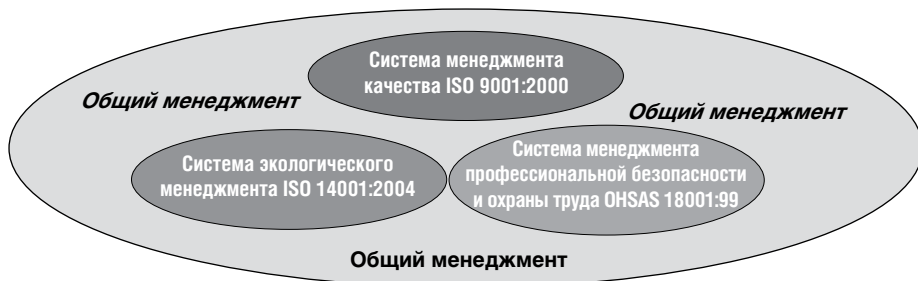 Система менеджмента
качества ISO 9001:2000
Общий менеджмент
Общий менеджмент
Система экологического
менеджмента ISO 14001:2004
Система менеджмента
профессиональной безопасности
и охраны труда OHSAS 18001:99
Общий менеджмент